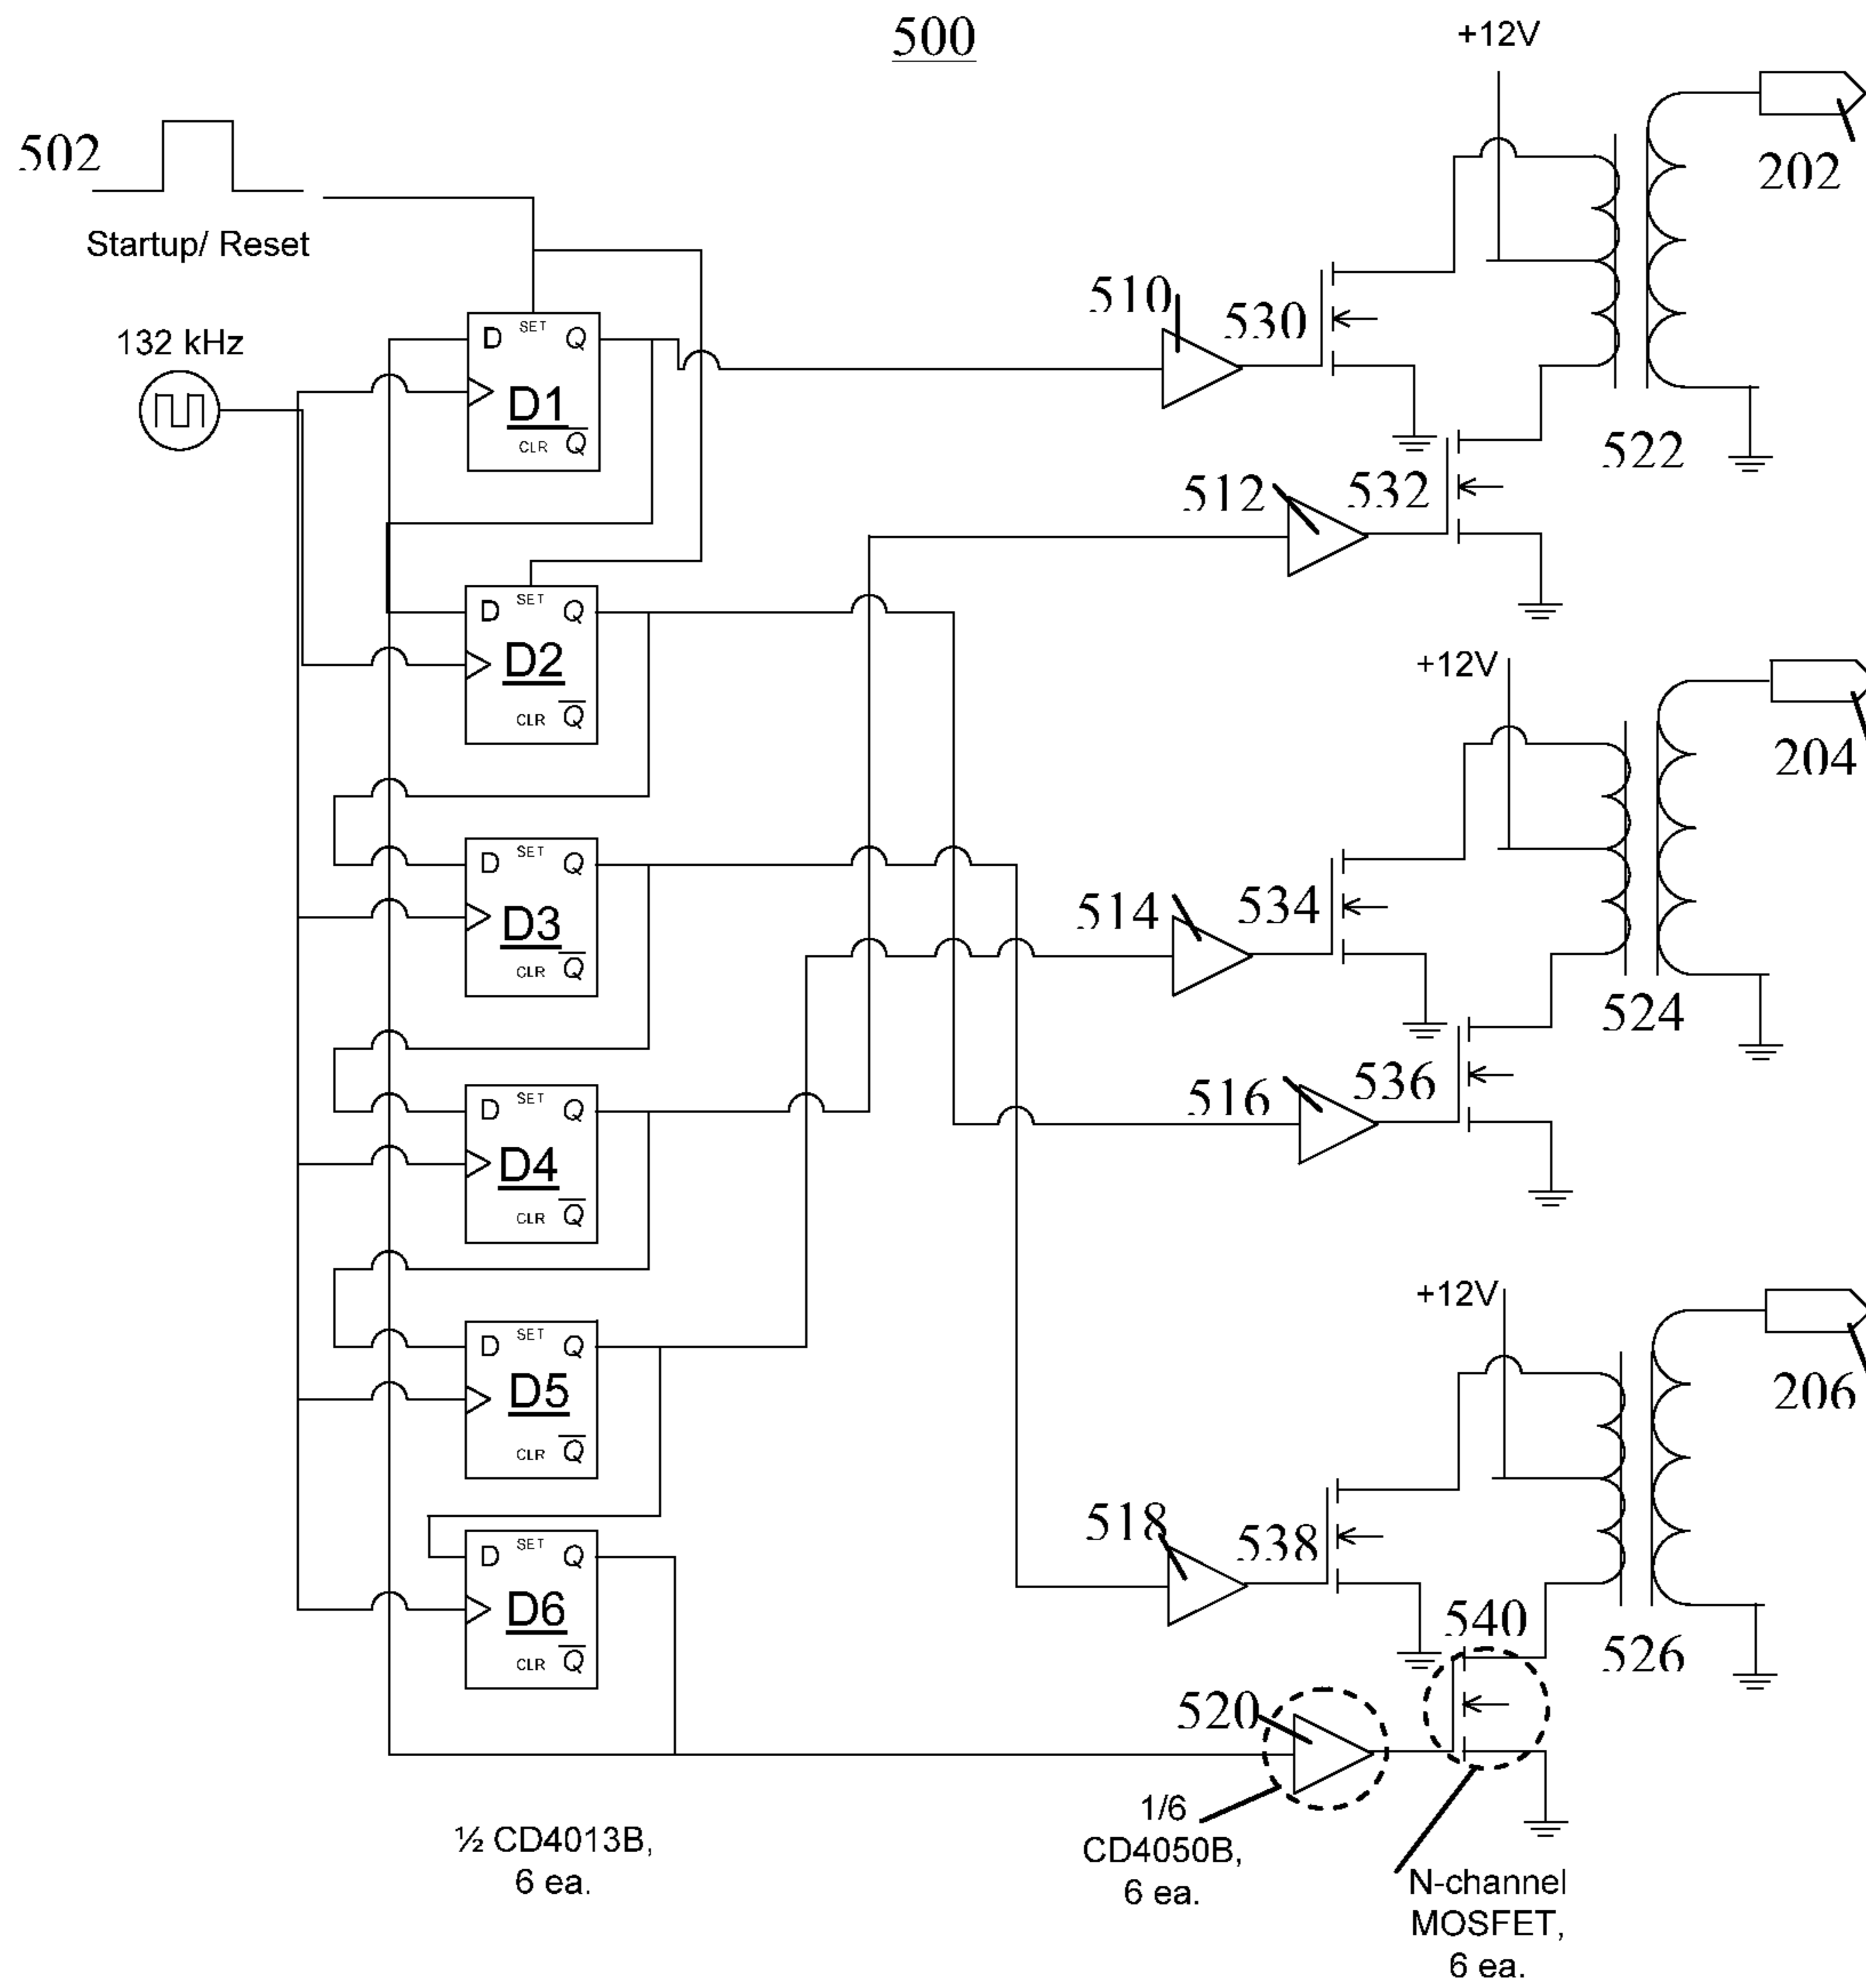 500
+12V
502
Startup/ Reset
202
132 kHz
D SET Q
D1
CLR Q
510
530
522
512
532
D SET Q
D2
CLR Q
+12V
204
D SET Q
D3
CLR Q
514
534
524
D SET Q
D4
CLR Q
516
536
+12V
206
D SET Q
D5
CLR Q
518
538
540
526
D SET Q
D6
CLR Q
520
½ CD4013B,
6 ea.
1/6
CD4050B,
6 ea.
N-channel
MOSFET,
6 ea.